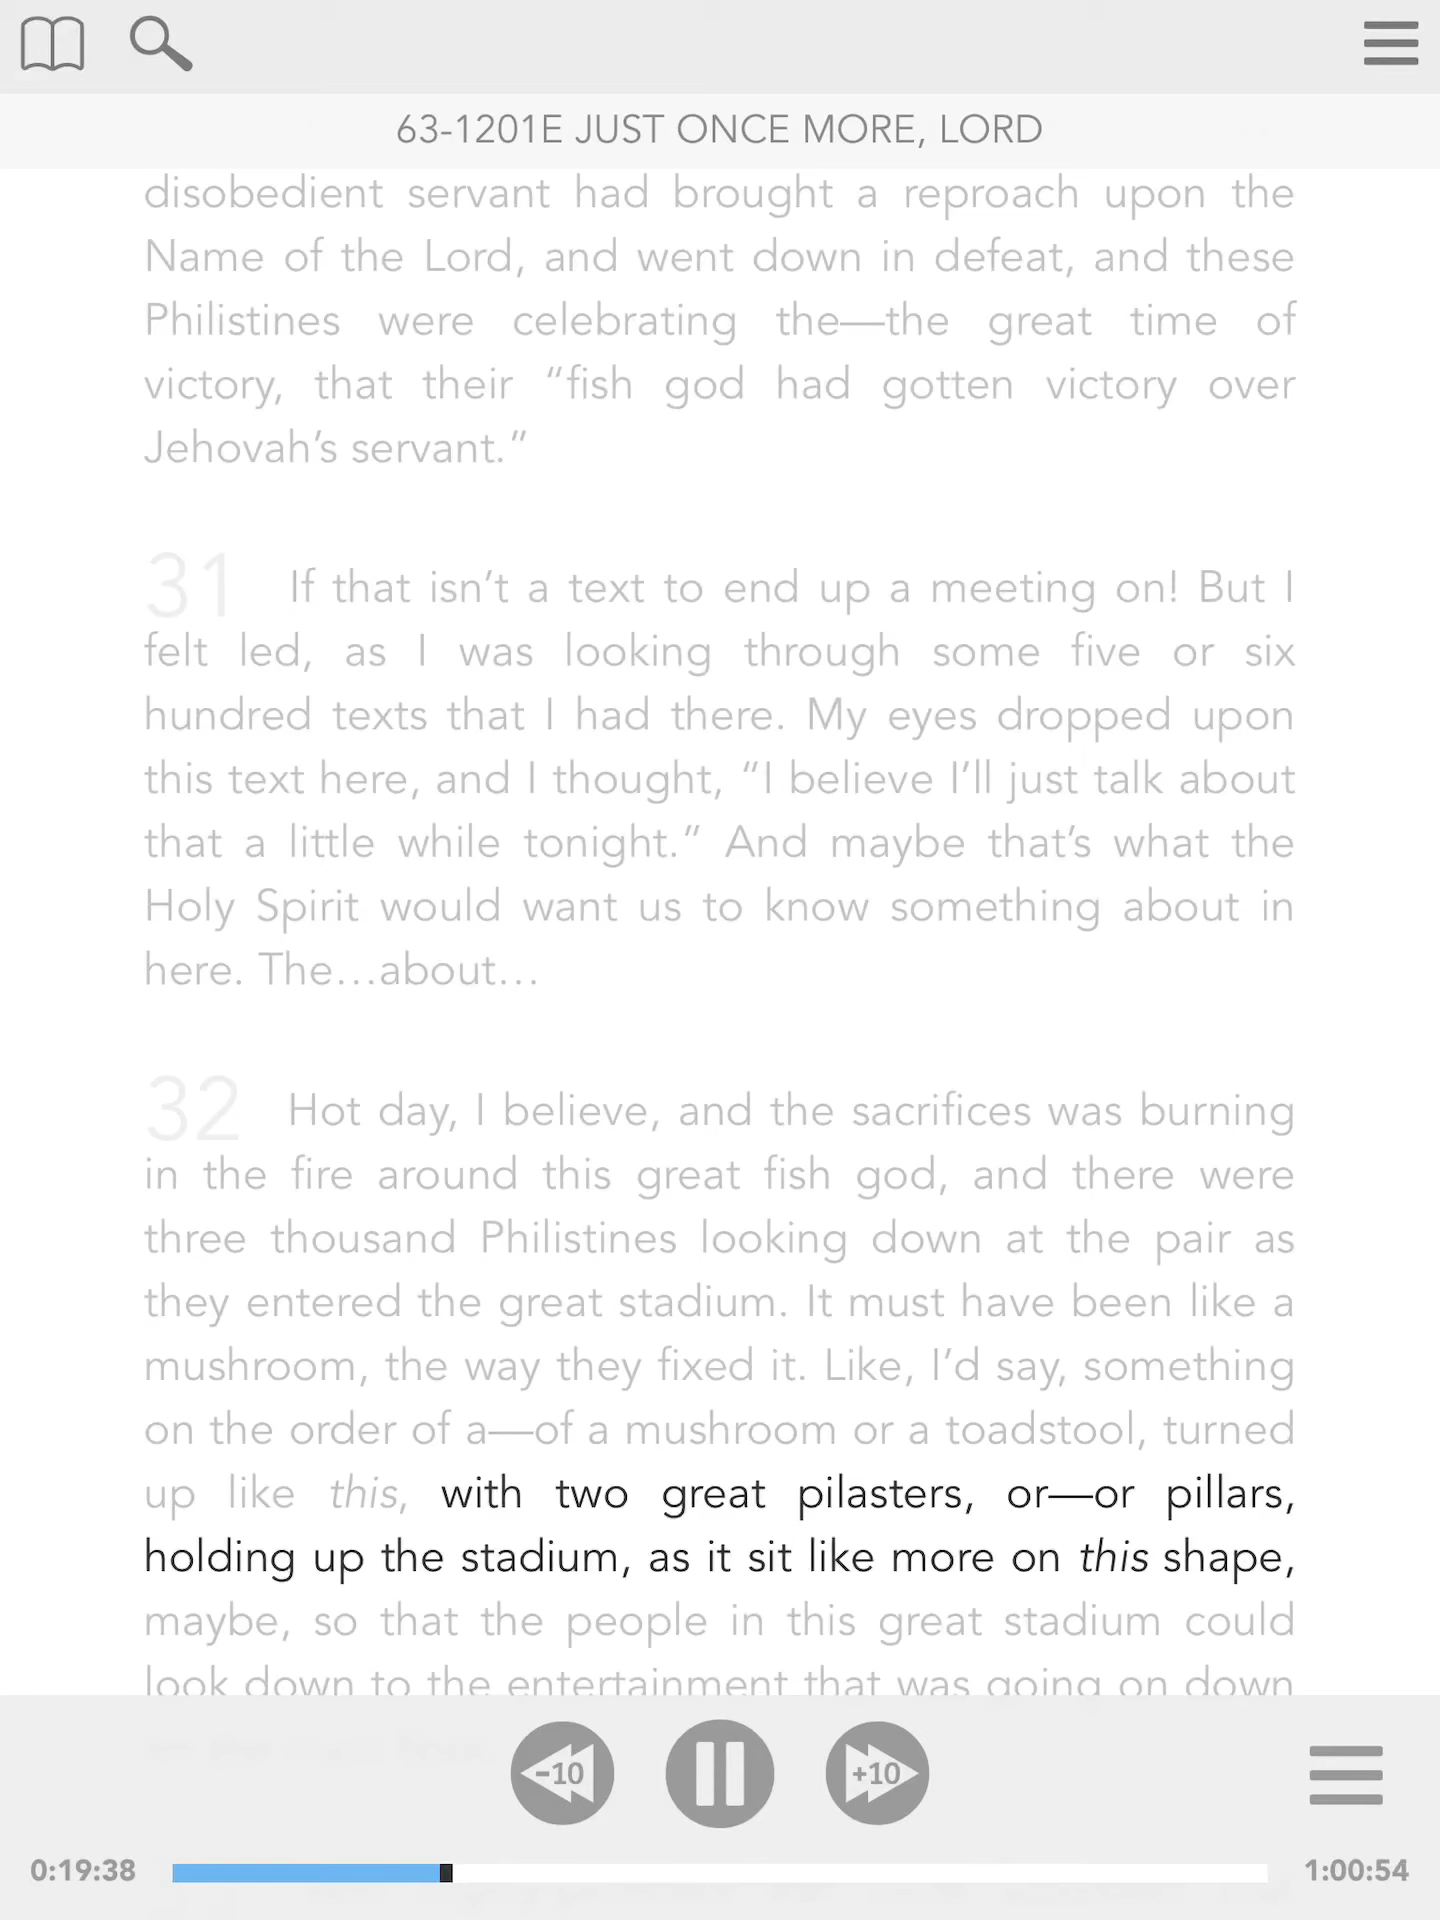 63-1201E JUST ONCE MORE, LORD
disobedient servant had brought a reproach upon the
Name of the Lord, and went down in defeat, and these
Philistines were celebrating the—the great time of
victory, that their “fish god had gotten victory over
Jehovah’s servant.”
31 If that isn’t a text to end up a meeting on! But I
felt led, as I was looking through some five or six
hundred texts that I had there. My eyes dropped upon
this text here, and I thought, “I believe I’ll just talk about
that a little while tonight.” And maybe that’s what the
Holy Spirit would want us to know something about in
here. The…about…
32 Hot day, I believe, and the sacrifices was burning
in the fire around this great fish god, and there were
three thousand Philistines looking down at the pair as
they entered the great stadium. It must have been like a
mushroom, the way they fixed it. Like, I’d say, something
on the order of a—of a mushroom or a toadstool, turned
up like this, with two great pilasters, or—or pillars,
holding up the stadium, as it sit like more on this shape,
maybe, so that the people in this great stadium could
look down to the entertainment that was going on down
-10 +10
0:19:38 1:00:54